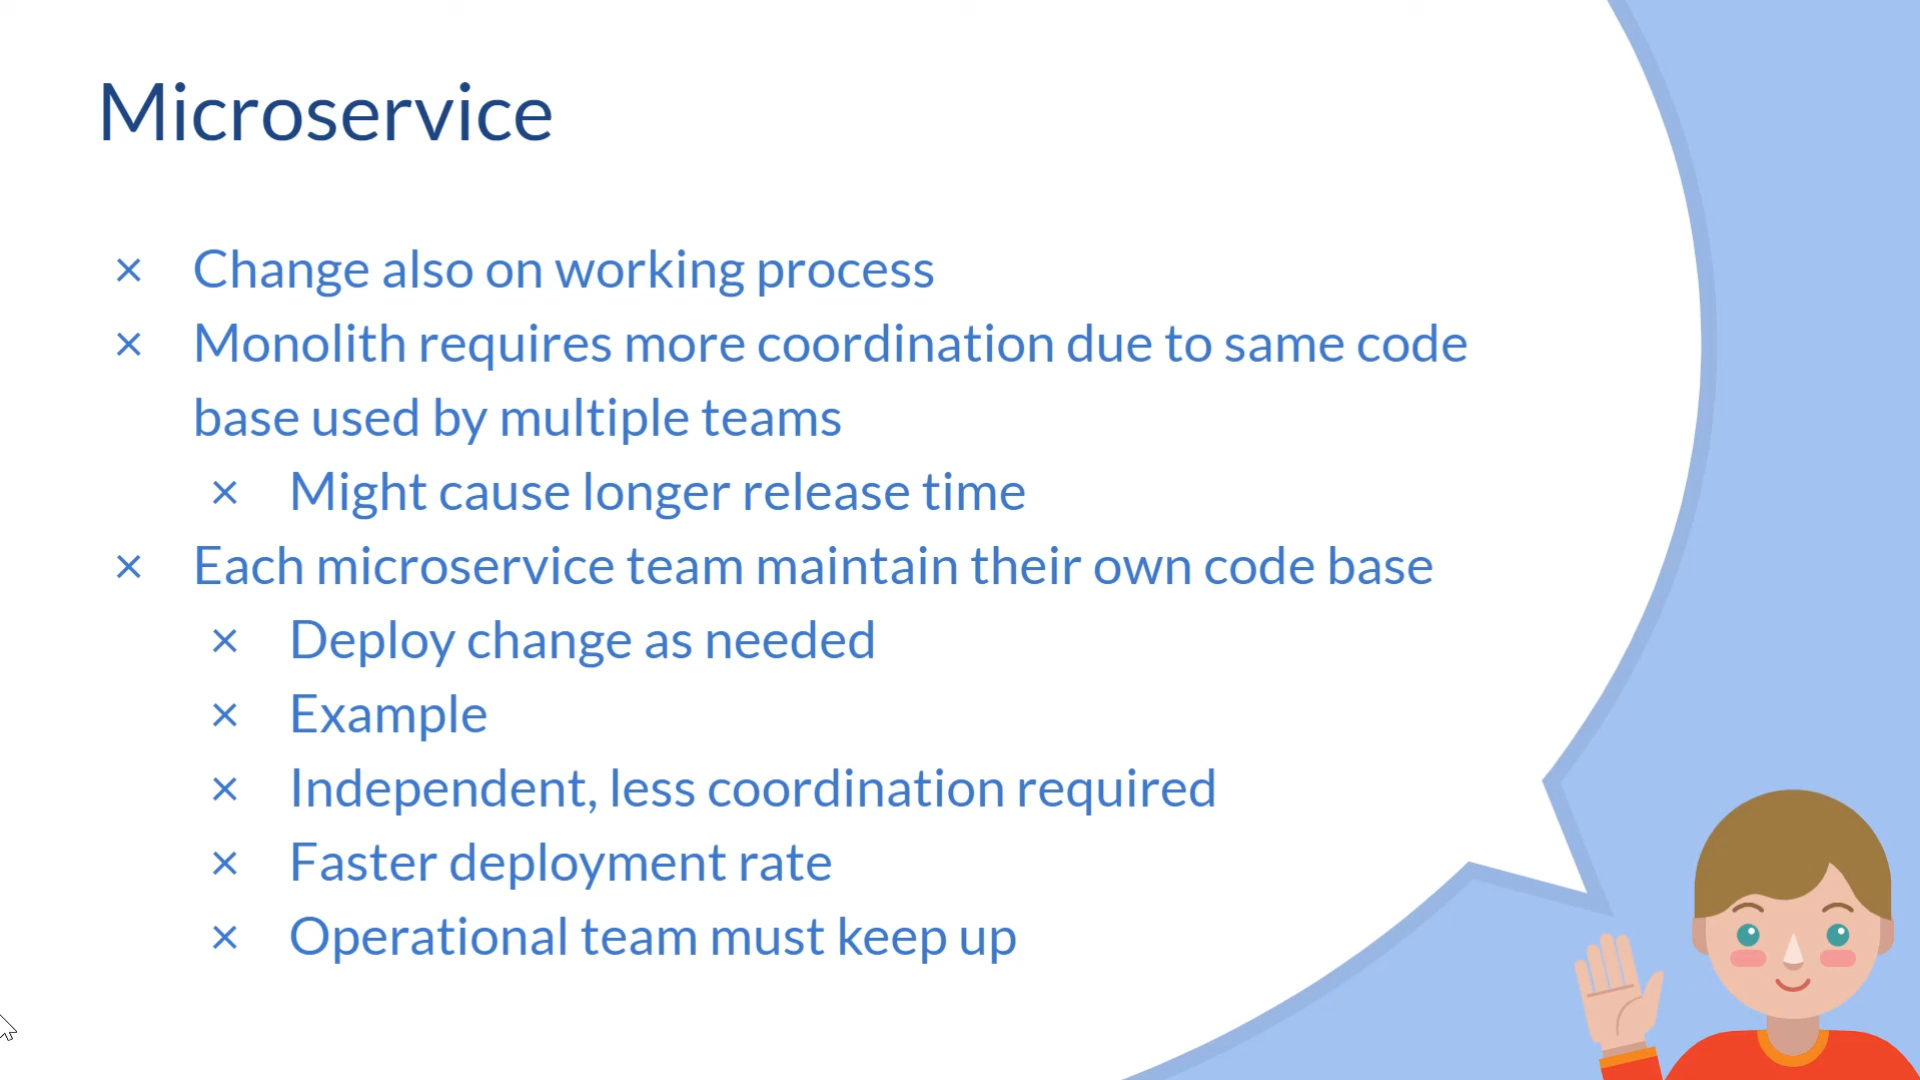 Microservice
× Change also on working process
× Monolith requires more coordination due to same code
base used by multiple teams
× Might cause longer release time
× Each microservice team maintain their own code base
× Deploy change as needed
× Example
× Independent, less coordination required
× Faster deployment rate
× Operational team must keep up